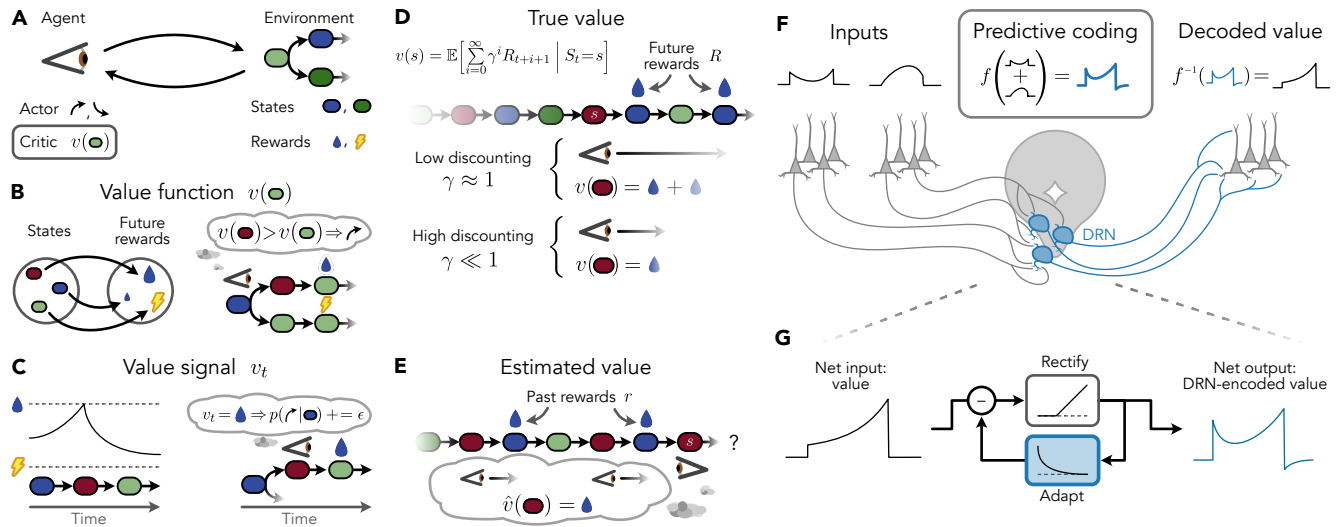 A
Agent
Environment
Actor , 
Critic v( )
States , 
Rewards , 
B
Value function v( )
States
Future
rewards
v( ) > v( ) ⇒
C
Value signal v_t
v_t = ⇒ p( | ) += ϵ
Time
Time
D
True value
v(s) = 𝔼[∑_{i=0}^{∞} γ^i R_{t+i+1} | S_t = s]
Future
rewards R
s
Low discounting
γ ≈ 1
v( ) = +
High discounting
γ ≪ 1
v( ) =
E
Estimated value
Past rewards r
s
?
v̂( ) =
F
Inputs
Predictive coding
f( + ) =
Decoded value
f⁻¹( ) =
DRN
G
Net input:
value
Rectify
−
Adapt
Net output:
DRN-encoded value